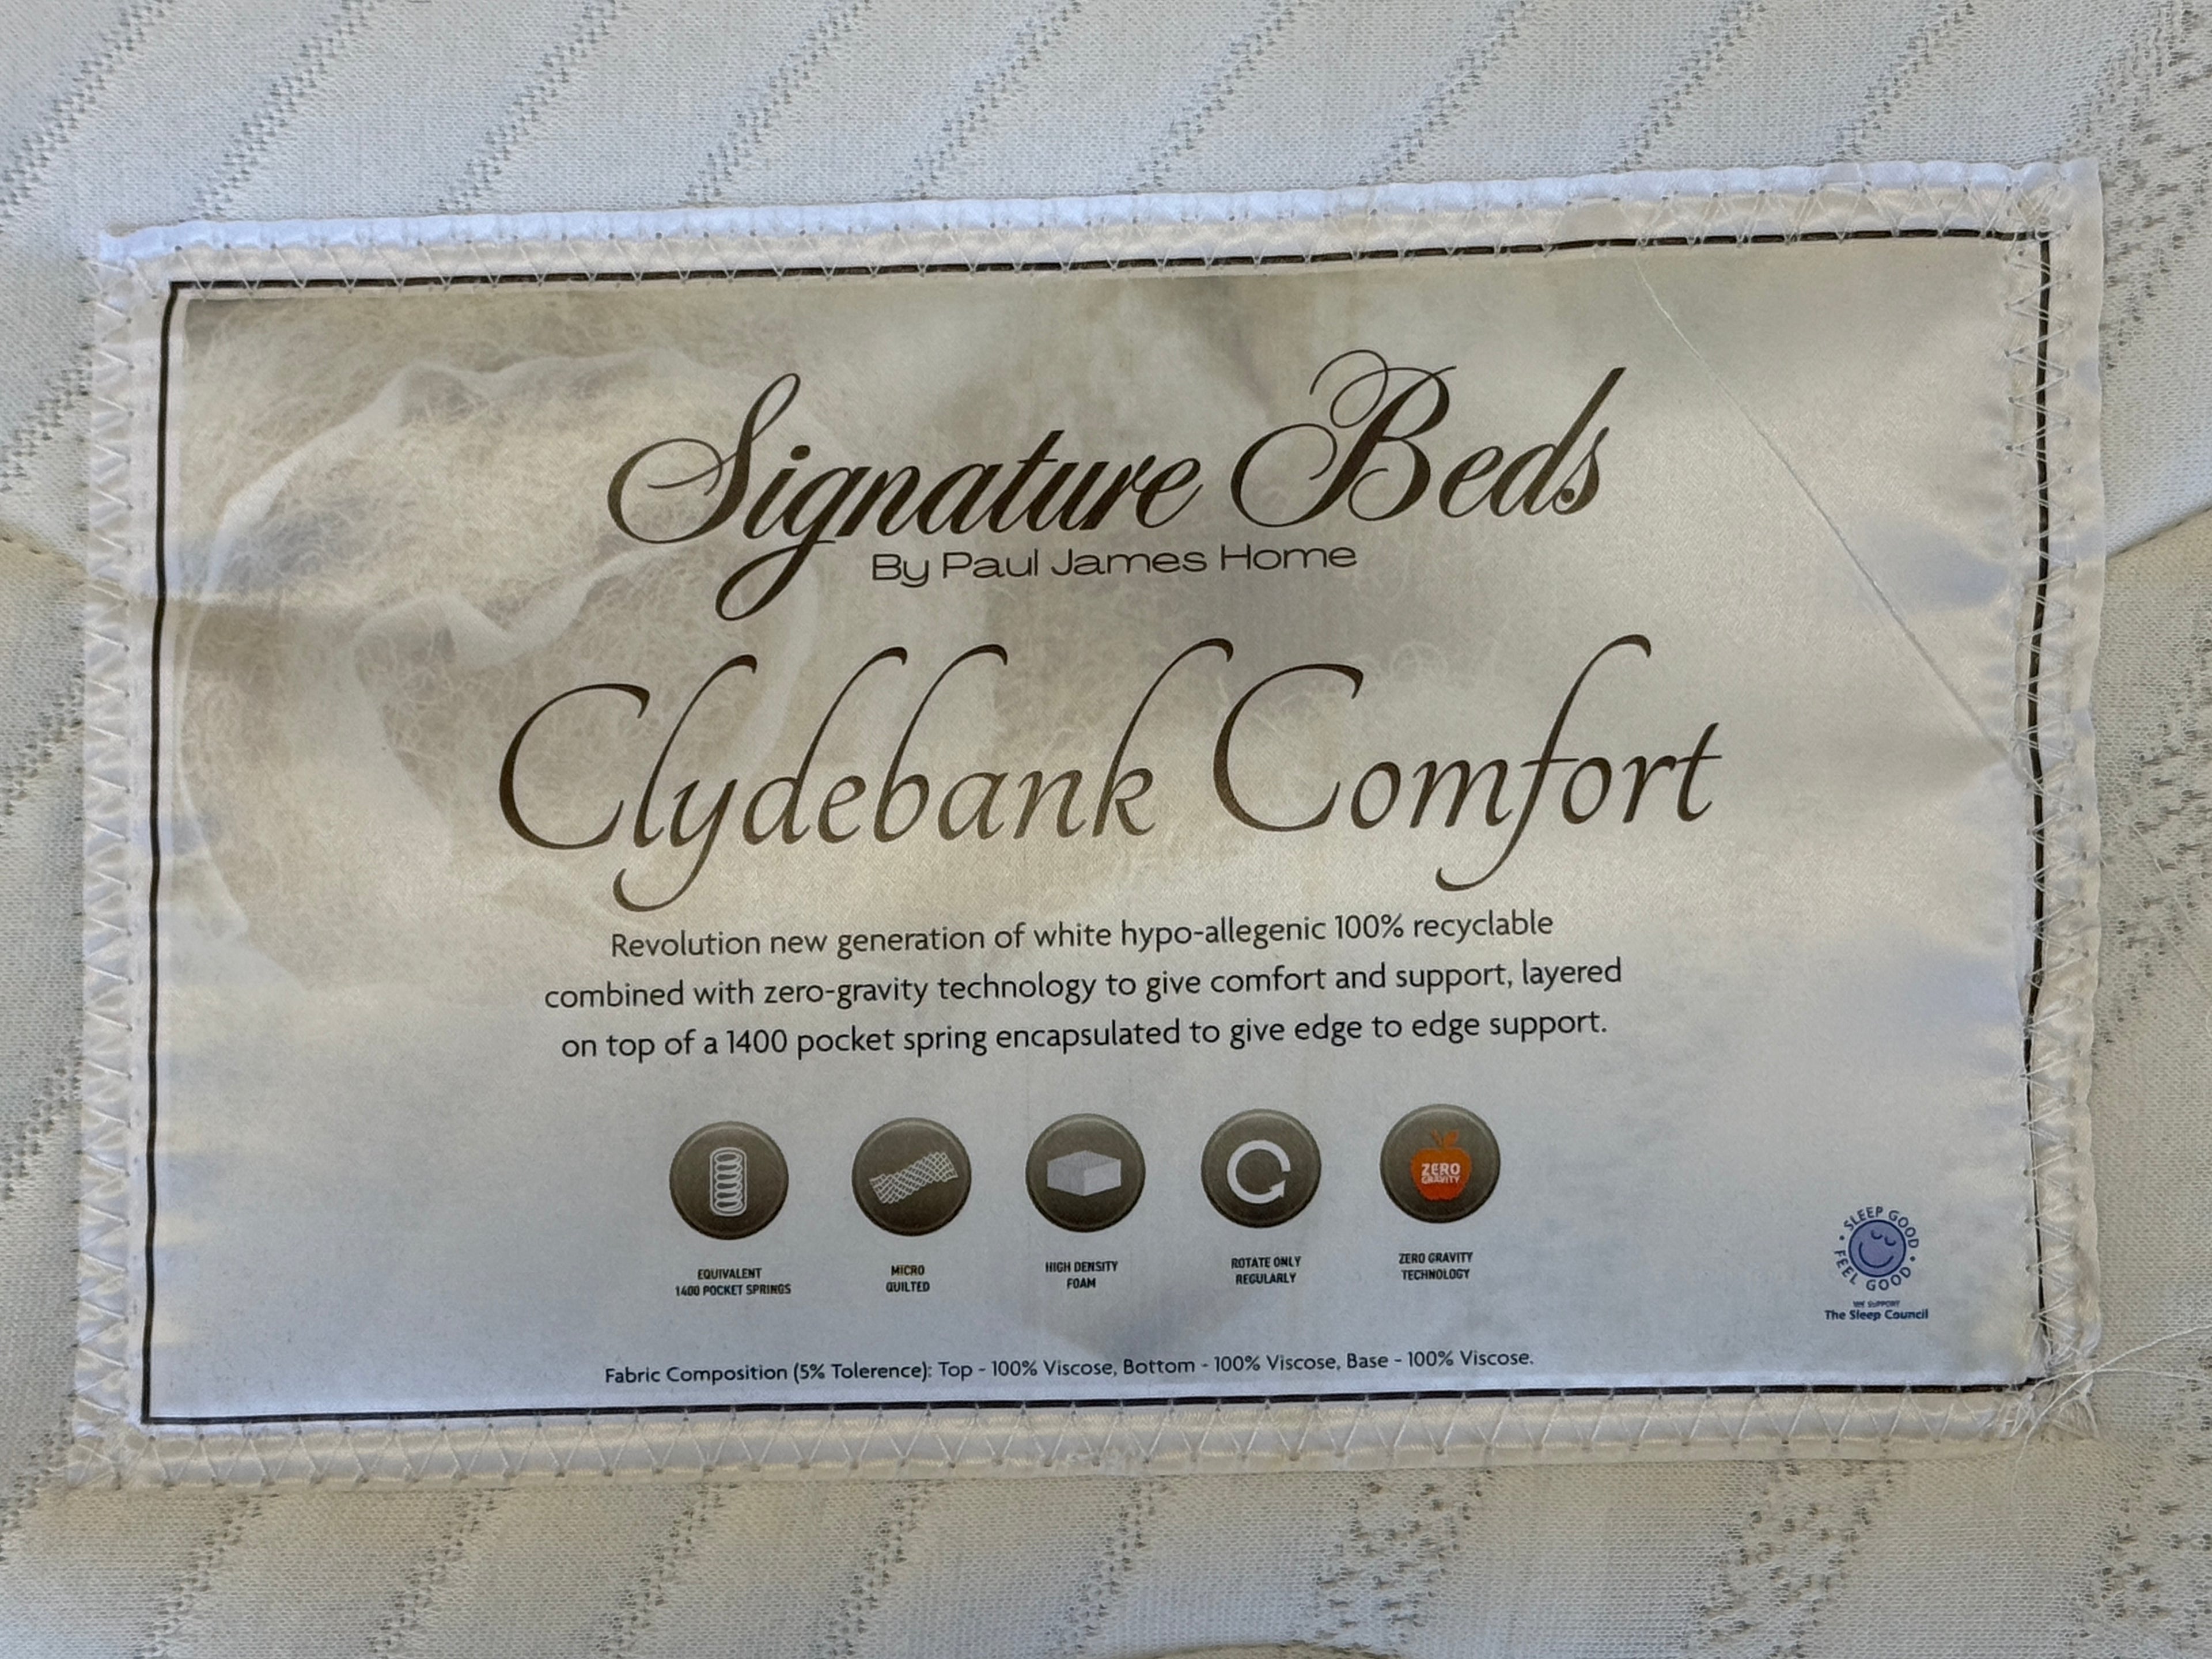 Signature Beds
By Paul James Home
Clydebank Comfort
Revolution new generation of white hypo-allegenic 100% recyclable
combined with zero-gravity technology to give comfort and support, layered
on top of a 1400 pocket spring encapsulated to give edge to edge support.
ZERO
GRAVITY
EQUIVALENT
1400 POCKET SPRINGS
MICRO
QUILTED
HIGH DENSITY
FOAM
ROTATE ONLY
REGULARLY
ZERO GRAVITY
TECHNOLOGY
SLEEP GOOD
FEEL GOOD
WE SUPPORT
The Sleep Council
Fabric Composition (5% Tolerence): Top - 100% Viscose, Bottom - 100% Viscose, Base - 100% Viscose.